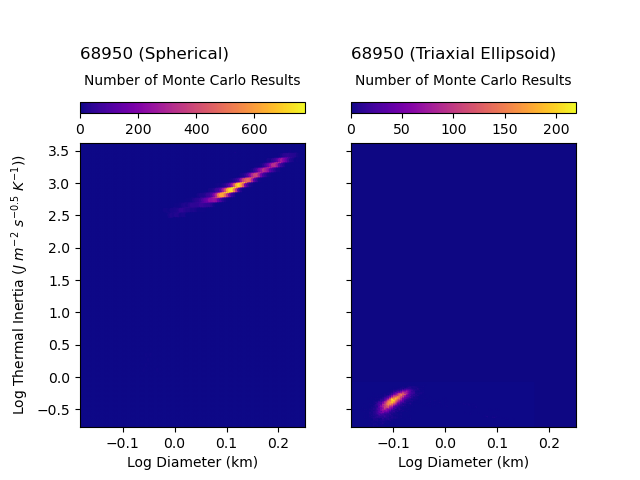 68950 (Spherical)
68950 (Triaxial Ellipsoid)
Number of Monte Carlo Results
Number of Monte Carlo Results
0 200 400 600
0 50 100 150 200
3.5
3.0
2.5
2.0
1.5
1.0
0.5
0.0
−0.5
Log Thermal Inertia (J m⁻² s⁻⁰·⁵ K⁻¹))
−0.1 0.0 0.1 0.2
−0.1 0.0 0.1 0.2
Log Diameter (km)
Log Diameter (km)